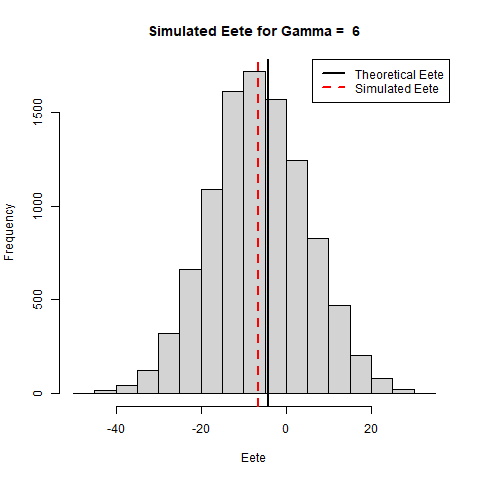 Simulated Eete for Gamma = 6
Theoretical Eete
Simulated Eete
Frequency
1500
1000
500
0
-40 -20 0 20
Eete